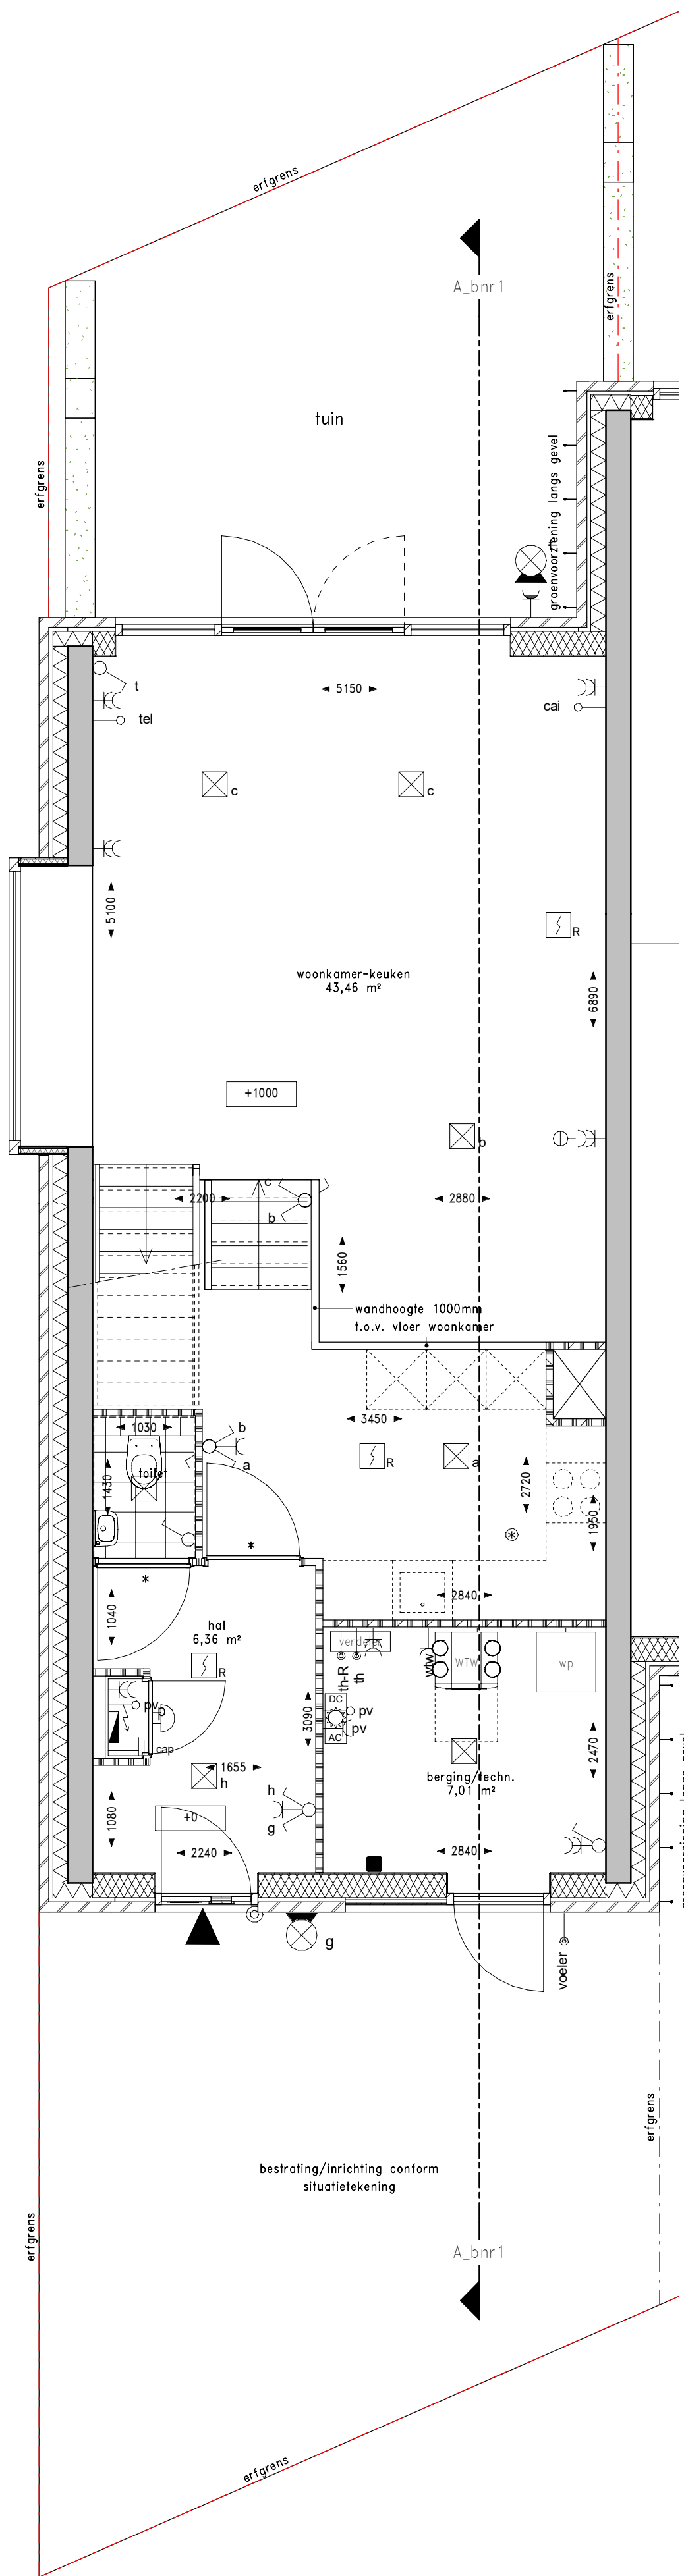 erfgrens
A_bnr1
erfgrens
tuin
erfgrens
groenvoorziening langs gevel
t
tel
5150
cai
c
c
5100
R
woonkamer-keuken
43,46 m²
6890
+1000
b
c
2200
b
2880
1560
wandhoogte 1000mm
t.o.v. vloer woonkamer
1030
b
3450
toilet
a
R
a
1430
2720
1950
*
*
*
1040
2840
hal
6,36 m²
verdeler
R
th-R
th
wtw
WTW
wp
pv
DC
pv
pv
AC
cap
3090
2470
1655
h
berging/techn.
7,01 m²
1080
+0
h
g
2240
2840
g
voeler
erfgrens
bestrating/inrichting conform
situatietekening
erfgrens
A_bnr1
erfgrens